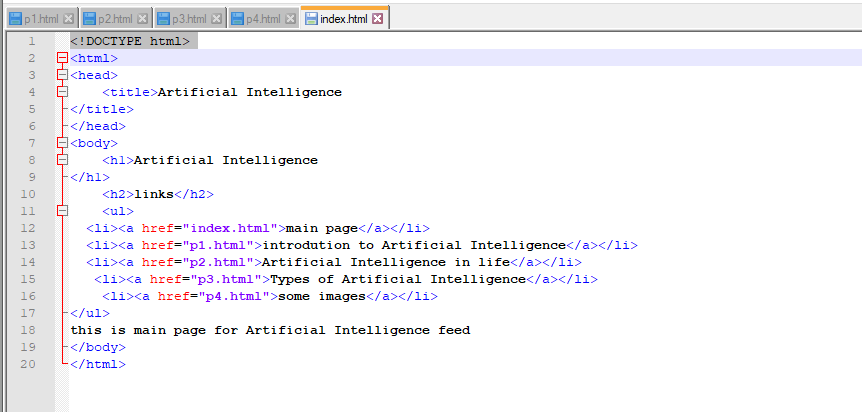 p1.html p2.html p3.html p4.html index.html
1 <!DOCTYPE html>
2 <html>
3 <head>
4 <title>Artificial Intelligence
5 </title>
6 </head>
7 <body>
8 <h1>Artificial Intelligence
9 </h1>
10 <h2>links</h2>
11 <ul>
12 <li><a href="index.html">main page</a></li>
13 <li><a href="p1.html">introdution to Artificial Intelligence</a></li>
14 <li><a href="p2.html">Artificial Intelligence in life</a></li>
15 <li><a href="p3.html">Types of Artificial Intelligence</a></li>
16 <li><a href="p4.html">some images</a></li>
17 </ul>
18 this is main page for Artificial Intelligence feed
19 </body>
20 </html>